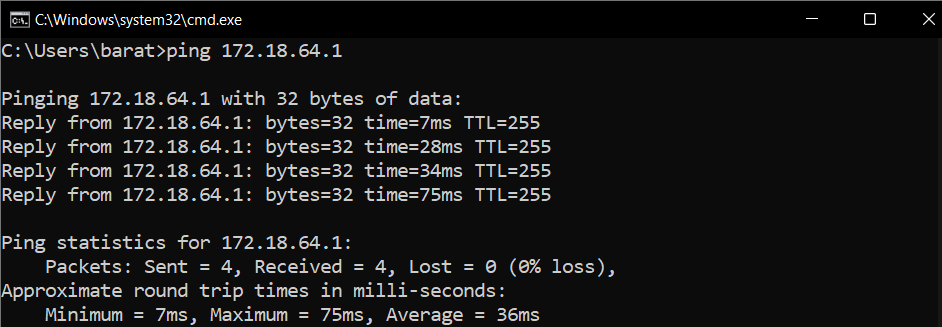 C:\Windows\system32\cmd.exe
C:\Users\barat>ping 172.18.64.1
Pinging 172.18.64.1 with 32 bytes of data:
Reply from 172.18.64.1: bytes=32 time=7ms TTL=255
Reply from 172.18.64.1: bytes=32 time=28ms TTL=255
Reply from 172.18.64.1: bytes=32 time=34ms TTL=255
Reply from 172.18.64.1: bytes=32 time=75ms TTL=255
Ping statistics for 172.18.64.1:
    Packets: Sent = 4, Received = 4, Lost = 0 (0% loss),
Approximate round trip times in milli-seconds:
    Minimum = 7ms, Maximum = 75ms, Average = 36ms